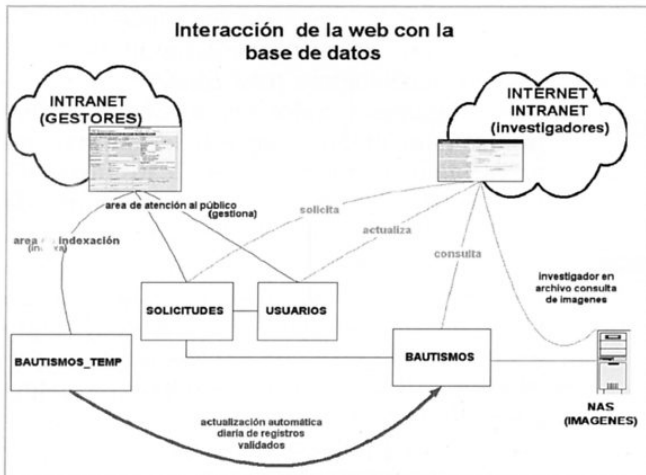 Interacción de la web con la
base de datos
INTRANET
(GESTORES)
INTERNET /
INTRANET
(investigadores)
area de atención al público
(gestiona)
solicita
area indexación
actualiza
consulta
investigador en
archivo consulta
de imagenes
SOLICITUDES
USUARIOS
BAUTISMOS_TEMP
BAUTISMOS
NAS
(IMAGENES)
actualización automática
diaria de registros
validados